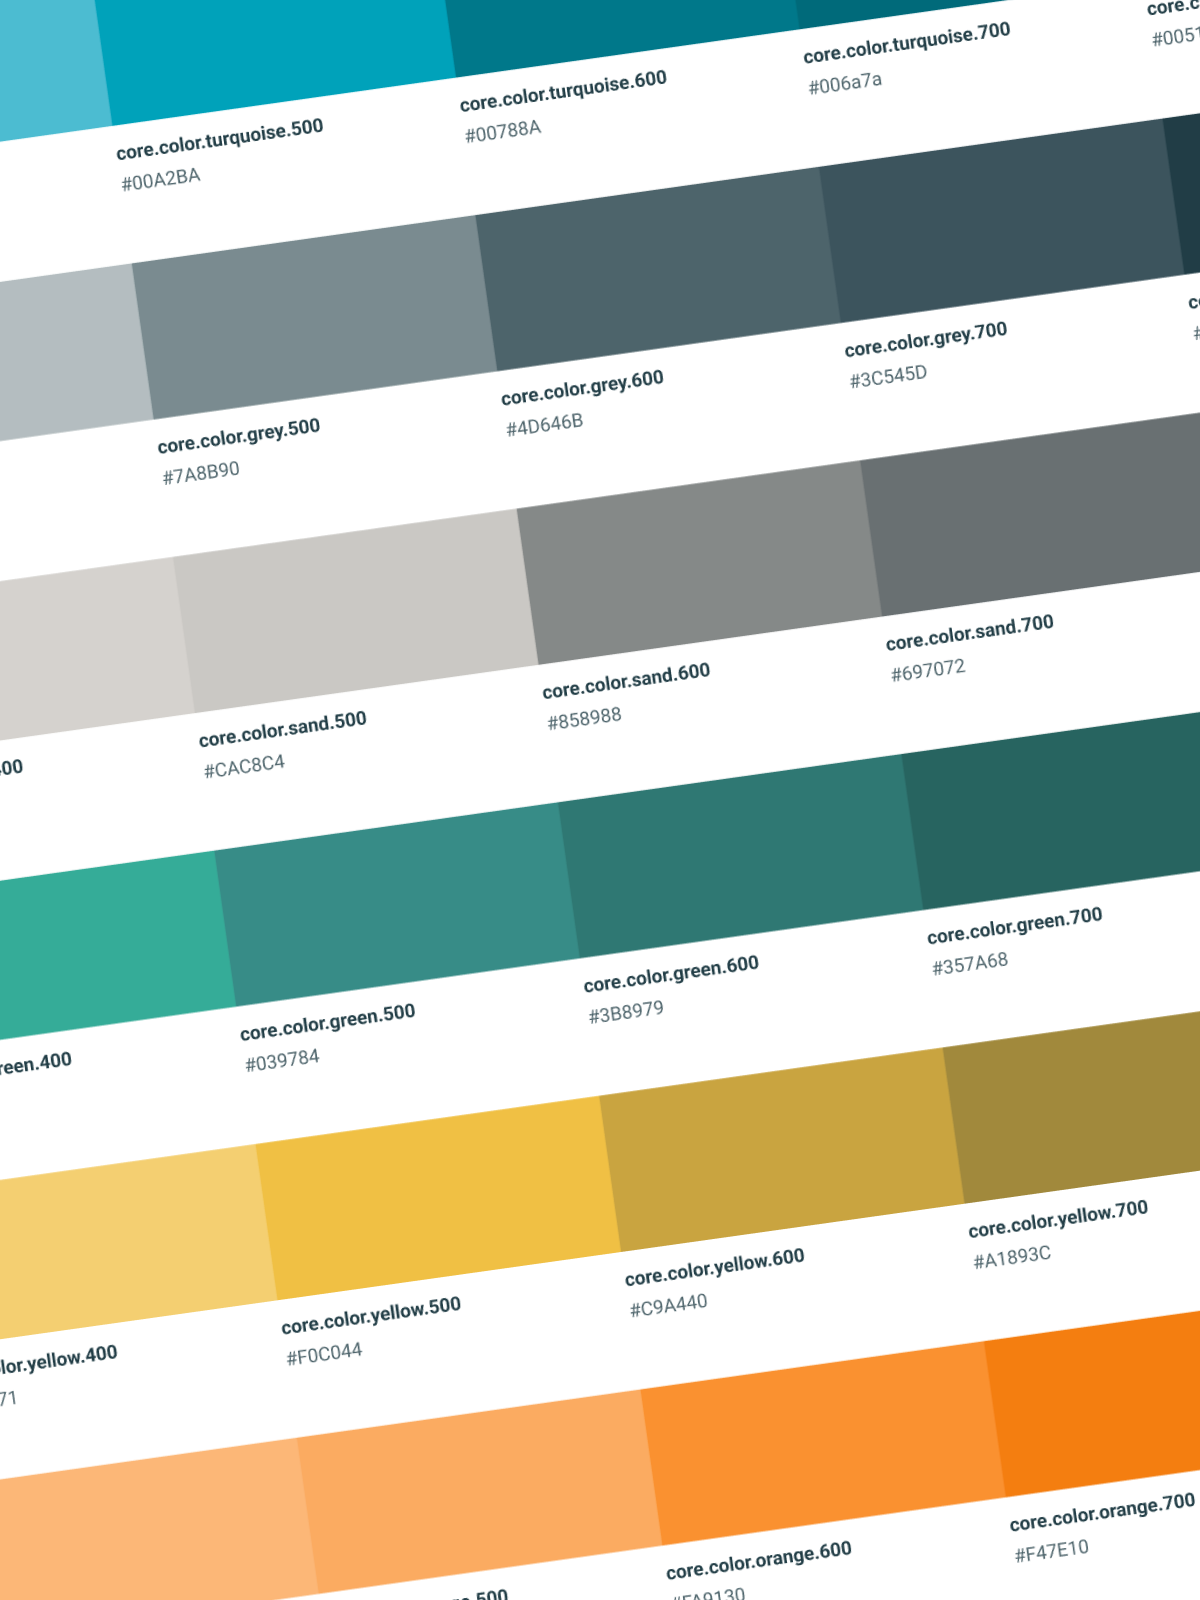 core.color.turquoise.500
#00A2BA
core.color.turquoise.600
#00788A
core.color.turquoise.700
#006a7a
core.c
#0051
core.color.grey.500
#7A8B90
core.color.grey.600
#4D646B
core.color.grey.700
#3C545D
00
core.color.sand.500
#CAC8C4
core.color.sand.600
#858988
core.color.sand.700
#697072
reen.400
core.color.green.500
#039784
core.color.green.600
#3B8979
core.color.green.700
#357A68
lor.yellow.400
71
core.color.yellow.500
#F0C044
core.color.yellow.600
#C9A440
core.color.yellow.700
#A1893C
.500
core.color.orange.600
#FA9130
core.color.orange.700
#F47E10